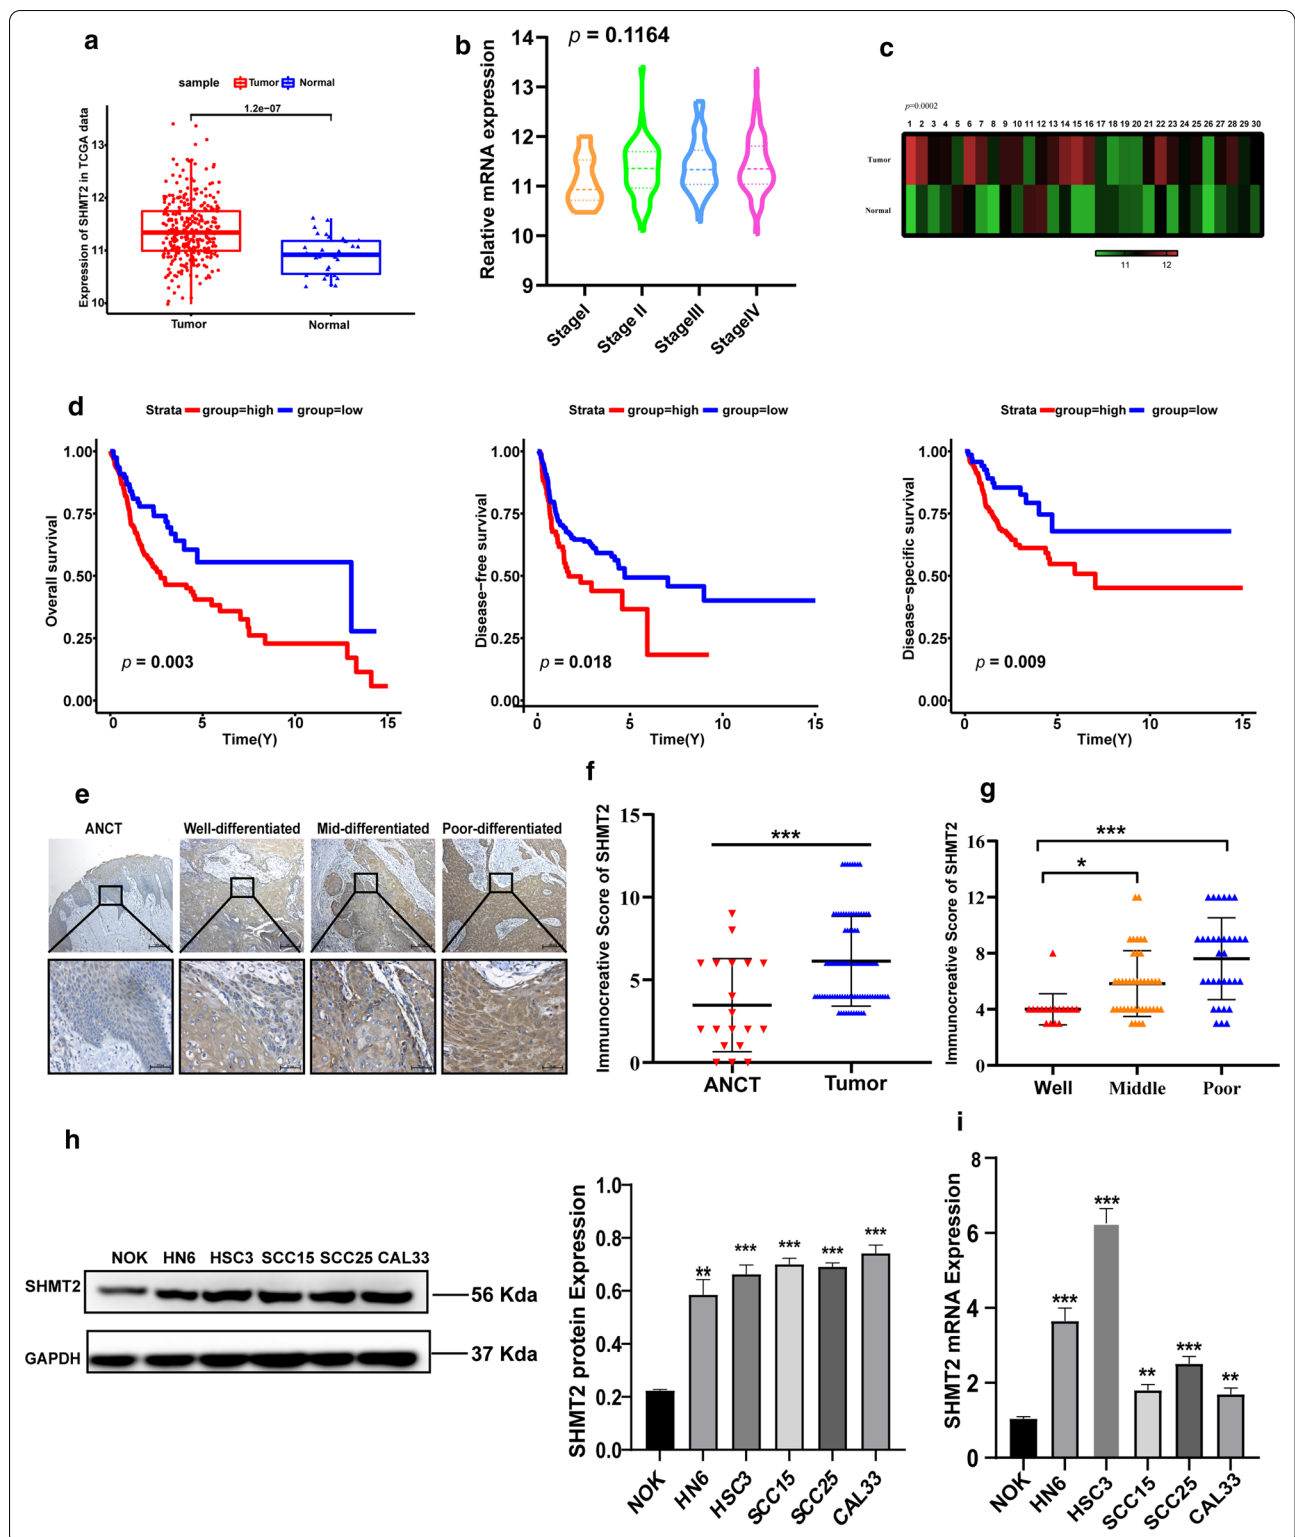 a
sample Tumor Normal
1.2e−07
Expression of SHMT2 in TCGA data
13
12
11
10
Tumor Normal
b
p = 0.1164
Relative mRNA expression
14
13
12
11
10
9
StageI Stage II StageIII StageIV
c
p=0.0002
1 2 3 4 5 6 7 8 9 10 11 12 13 14 15 16 17 18 19 20 21 22 23 24 25 26 27 28 29 30
Tumor
Normal
11 12
d
Strata group=high group=low
Overall survival
1.00
0.75
0.50
0.25
0.00
p = 0.003
0 5 10 15
Time(Y)
Strata group=high group=low
Disease−free survival
1.00
0.75
0.50
0.25
0.00
p = 0.018
0 5 10 15
Time(Y)
Strata group=high group=low
Disease−specific survival
1.00
0.75
0.50
0.25
0.00
p = 0.009
0 5 10 15
Time(Y)
e
ANCT Well-differentiated Mid-differentiated Poor-differentiated
f
Immunocreative Score of SHMT2
15
10
5
0
***
ANCT Tumor
g
Immunocreative Score of SHMT2
16
12
8
4
0
***
*
Well Middle Poor
h
NOK HN6 HSC3 SCC15 SCC25 CAL33
SHMT2
56 Kda
GAPDH
37 Kda
SHMT2 protein Expression
1.0
0.8
0.6
0.4
0.2
0.0
** *** *** *** ***
NOK HN6 HSC3 SCC15 SCC25 CAL33
i
SHMT2 mRNA Expression
8
6
4
2
0
*** *** ** *** **
NOK HN6 HSC3 SCC15 SCC25 CAL33